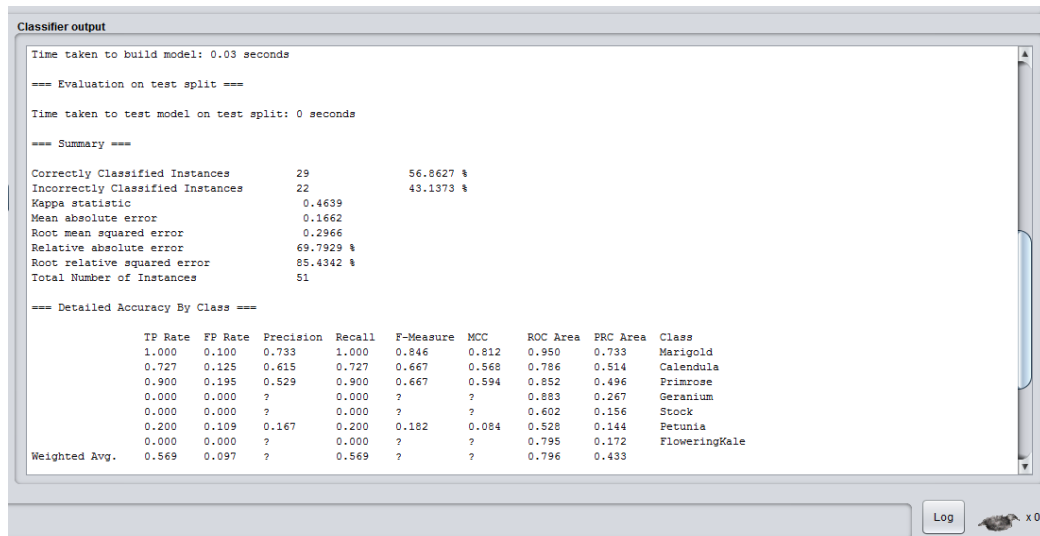 Classifier output
Time taken to build model: 0.03 seconds
=== Evaluation on test split ===
Time taken to test model on test split: 0 seconds
=== Summary ===
Correctly Classified Instances 29 56.8627 %
Incorrectly Classified Instances 22 43.1373 %
Kappa statistic 0.4639
Mean absolute error 0.1662
Root mean squared error 0.2966
Relative absolute error 69.7929 %
Root relative squared error 85.4342 %
Total Number of Instances 51
=== Detailed Accuracy By Class ===
TP Rate FP Rate Precision Recall F-Measure MCC ROC Area PRC Area Class
1.000 0.100 0.733 1.000 0.846 0.812 0.950 0.733 Marigold
0.727 0.125 0.615 0.727 0.667 0.568 0.786 0.514 Calendula
0.900 0.195 0.529 0.900 0.667 0.594 0.852 0.496 Primrose
0.000 0.000 ? 0.000 ? ? 0.883 0.267 Geranium
0.000 0.000 ? 0.000 ? ? 0.602 0.156 Stock
0.200 0.109 0.167 0.200 0.182 0.084 0.528 0.144 Petunia
0.000 0.000 ? 0.000 ? ? 0.795 0.172 FloweringKale
Weighted Avg. 0.569 0.097 ? 0.569 ? ? 0.796 0.433
Log x 0